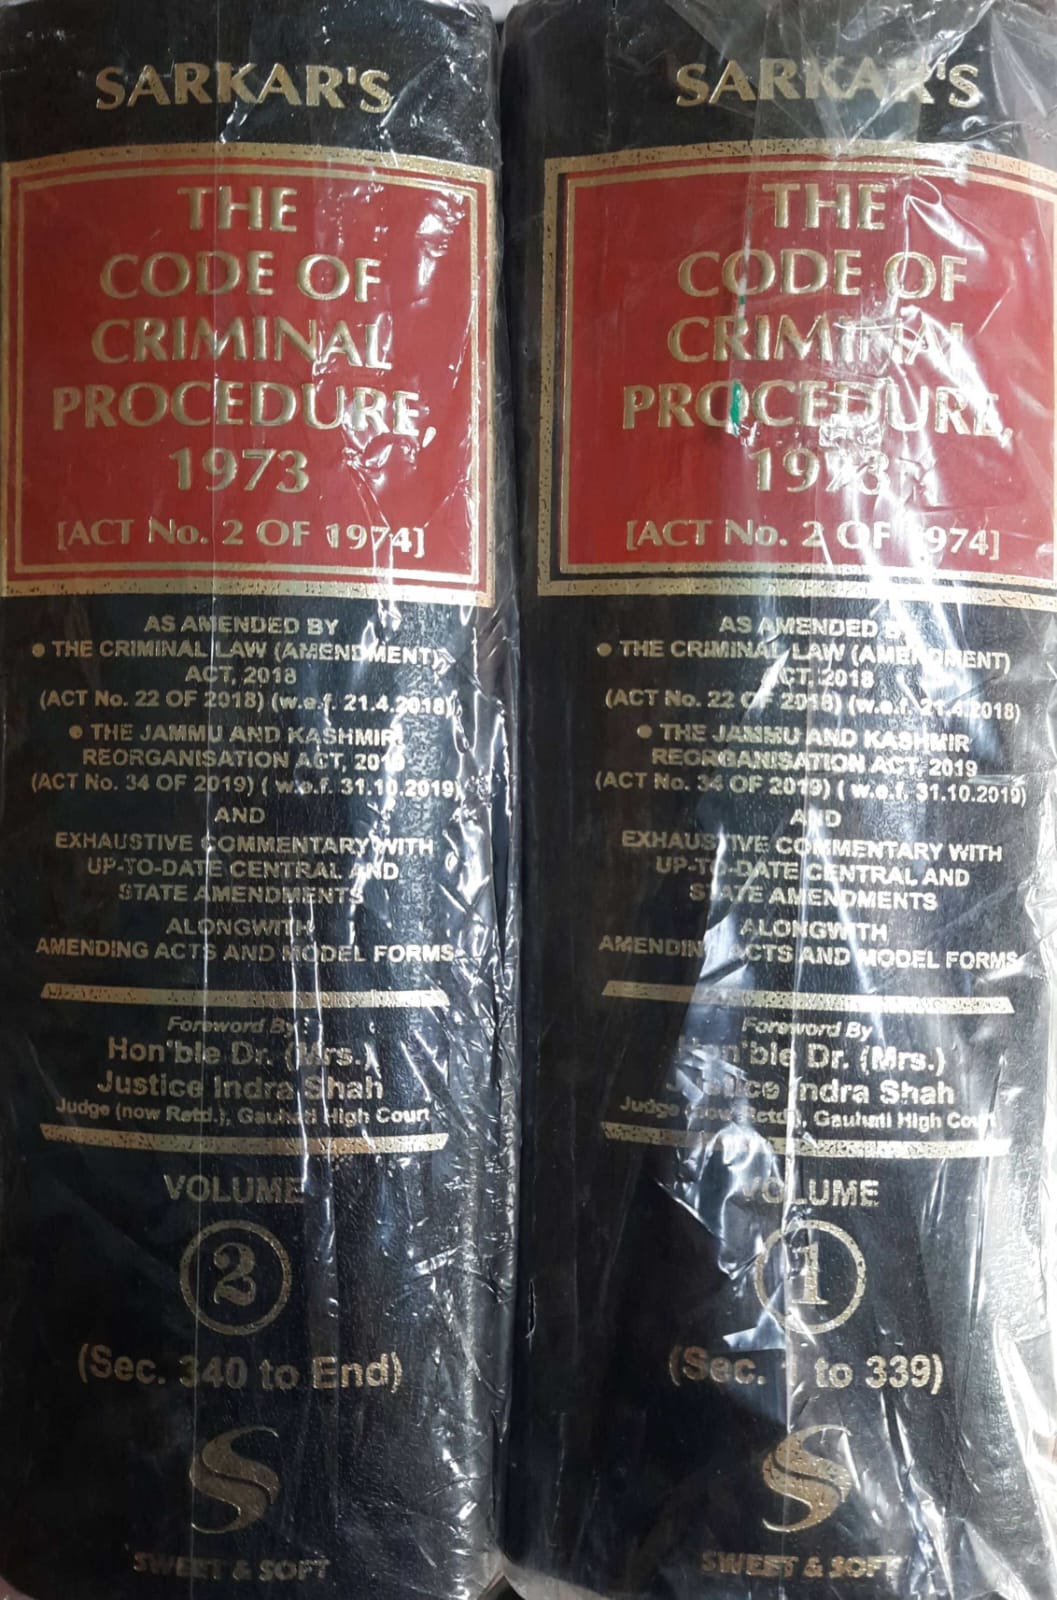 SARKAR'S
THE
CODE OF
CRIMINAL
PROCEDURE,
1973
[ACT No. 2 OF 1974]
AS AMENDED BY
• THE CRIMINAL LAW (AMENDMENT)
ACT, 2018
(ACT No. 22 OF 2018) (w.e.f. 21.4.2018)
• THE JAMMU AND KASHMIR
REORGANISATION ACT, 2019
(ACT No. 34 OF 2019) ( w.e.f. 31.10.2019)
AND
EXHAUSTIVE COMMENTARY WITH
UP-TO-DATE CENTRAL AND
STATE AMENDMENTS
ALONGWITH
AMENDING ACTS AND MODEL FORMS
Foreword By
Hon'ble Dr. (Mrs.)
Justice Indra Shah
Judge (now Retd.), Gauhati High Court
VOLUME
2
(Sec. 340 to End)
S
SWEET & SOFT
SARKAR'S
THE
CODE OF
CRIMINAL
PROCEDURE,
1973
[ACT No. 2 OF 1974]
AS AMENDED BY
• THE CRIMINAL LAW (AMENDMENT)
ACT, 2018
(ACT No. 22 OF 2018) (w.e.f. 21.4.2018)
• THE JAMMU AND KASHMIR
REORGANISATION ACT, 2019
(ACT No. 34 OF 2019) ( w.e.f. 31.10.2019)
AND
EXHAUSTIVE COMMENTARY WITH
UP-TO-DATE CENTRAL AND
STATE AMENDMENTS
ALONGWITH
AMENDING ACTS AND MODEL FORMS
Foreword By
Hon'ble Dr. (Mrs.)
Justice Indra Shah
Judge (now Retd.), Gauhati High Court
VOLUME
1
(Sec. 1 to 339)
S
SWEET & SOFT